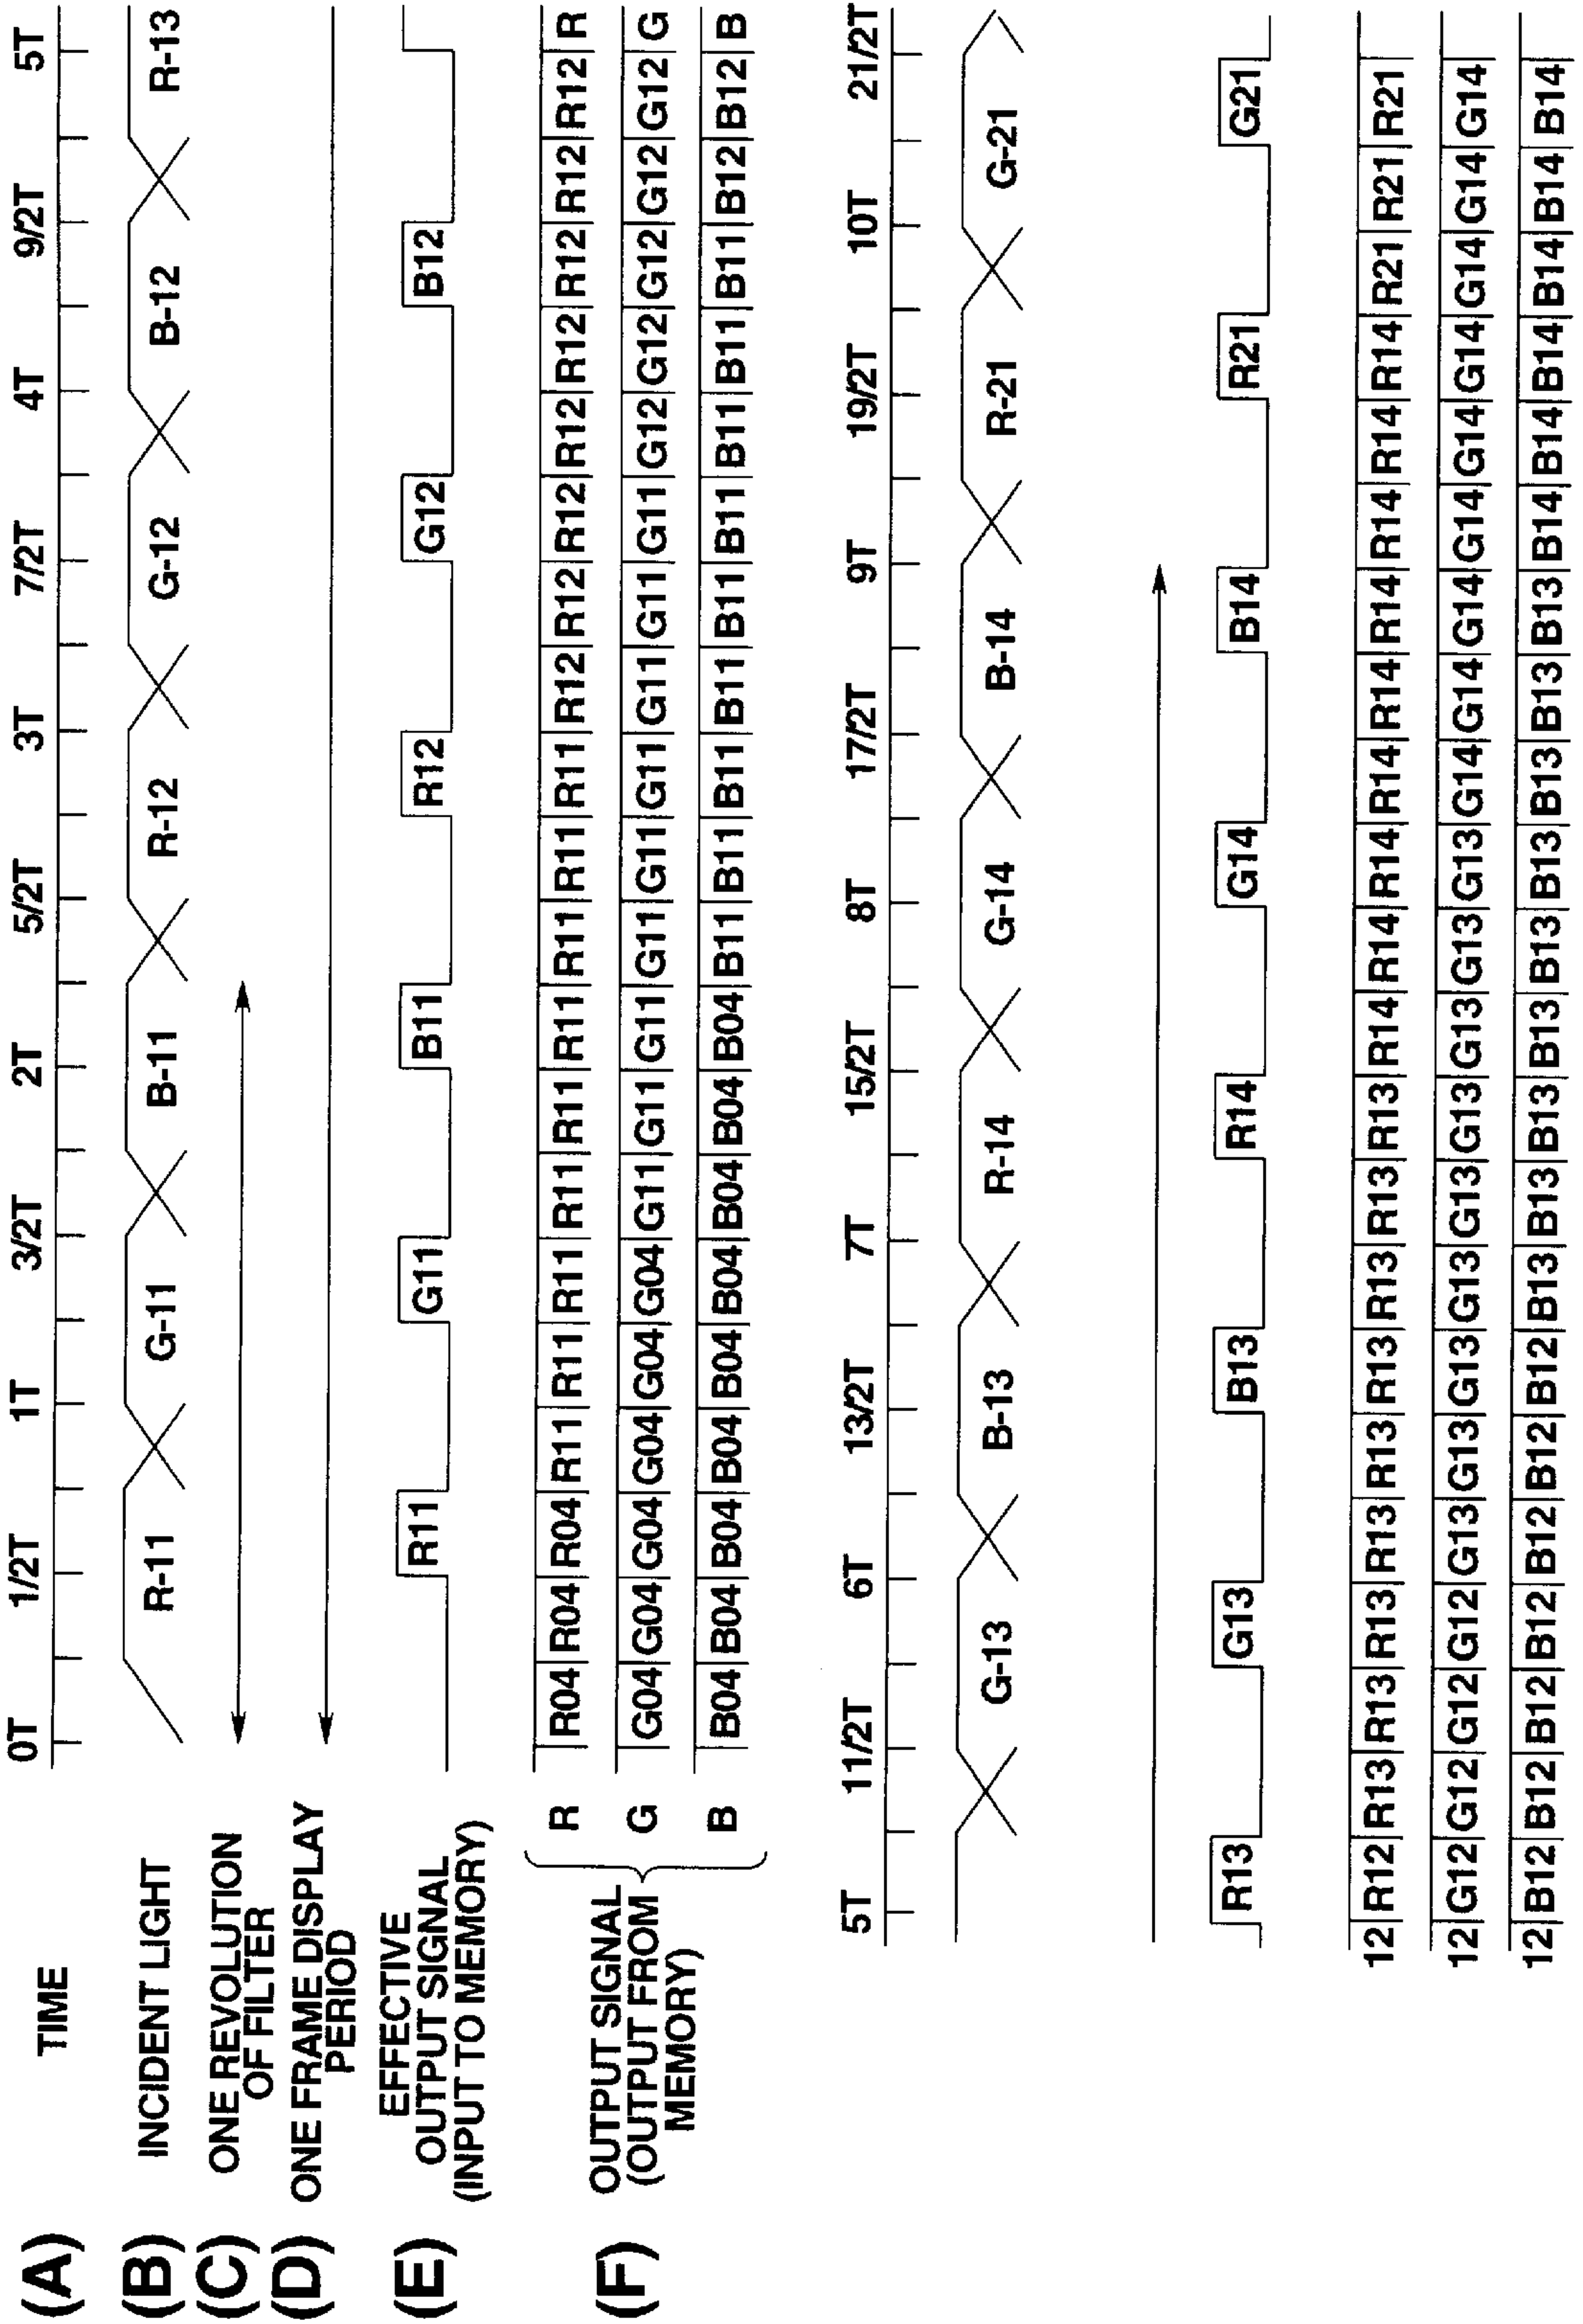 (A) TIME 0T 1/2T 1T 3/2T 2T 5/2T 3T 7/2T 4T 9/2T 5T
(B) INCIDENT LIGHT R-11 G-11 B-11 R-12 G-12 B-12 R-13
(C) ONE REVOLUTION
OF FILTER
(D) ONE FRAME DISPLAY
PERIOD
(E) EFFECTIVE
OUTPUT SIGNAL
(INPUT TO MEMORY)
R11 G11 B11 R12 G12 B12
(F) OUTPUT SIGNAL
(OUTPUT FROM
MEMORY)
R R04 R04 R04 R11 R11 R11 R11 R11 R11 R11 R11 R11 R12 R12 R12 R12 R12 R12 R12 R12 R
G G04 G04 G04 G04 G04 G04 G11 G11 G11 G11 G11 G11 G11 G11 G11 G12 G12 G12 G12 G12 G
B B04 B04 B04 B04 B04 B04 B04 B04 B04 B11 B11 B11 B11 B11 B11 B11 B11 B11 B12 B12 B
5T 11/2T 6T 13/2T 7T 15/2T 8T 17/2T 9T 19/2T 10T 21/2T
G-13 B-13 R-14 G-14 B-14 R-21 G-21
R13 G13 B13 R14 G14 B14 R21 G21
12 R12 R13 R13 R13 R13 R13 R13 R13 R13 R13 R14 R14 R14 R14 R14 R14 R14 R14 R14 R21 R21 R21
12 G12 G12 G12 G12 G13 G13 G13 G13 G13 G13 G13 G13 G13 G14 G14 G14 G14 G14 G14 G14 G14 G14
12 B12 B12 B12 B12 B12 B12 B12 B13 B13 B13 B13 B13 B13 B13 B13 B13 B14 B14 B14 B14 B14 B14